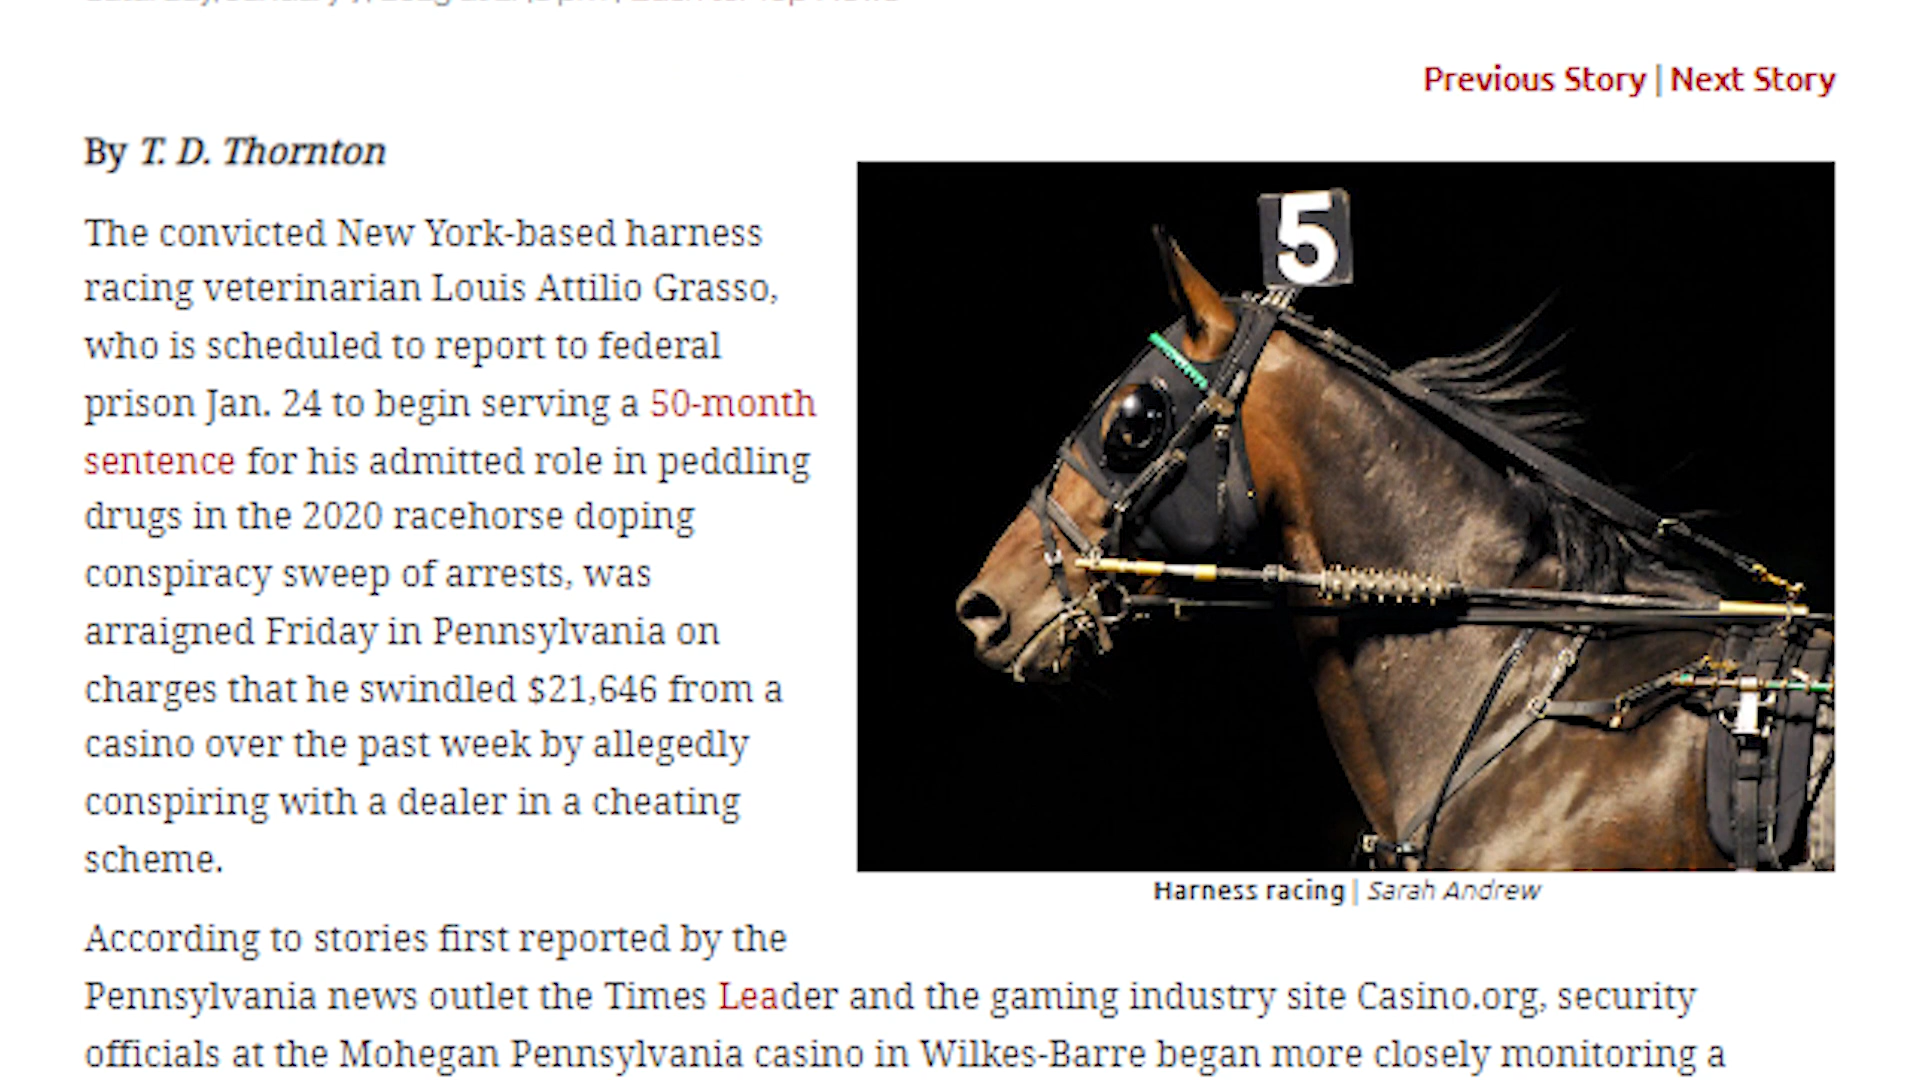 Previous Story | Next Story
By T. D. Thornton
The convicted New York-based harness
racing veterinarian Louis Attilio Grasso,
who is scheduled to report to federal
prison Jan. 24 to begin serving a 50-month
sentence for his admitted role in peddling
drugs in the 2020 racehorse doping
conspiracy sweep of arrests, was
arraigned Friday in Pennsylvania on
charges that he swindled $21,646 from a
casino over the past week by allegedly
conspiring with a dealer in a cheating
scheme.
5
Harness racing | Sarah Andrew
According to stories first reported by the
Pennsylvania news outlet the Times Leader and the gaming industry site Casino.org, security
officials at the Mohegan Pennsylvania casino in Wilkes-Barre began more closely monitoring a